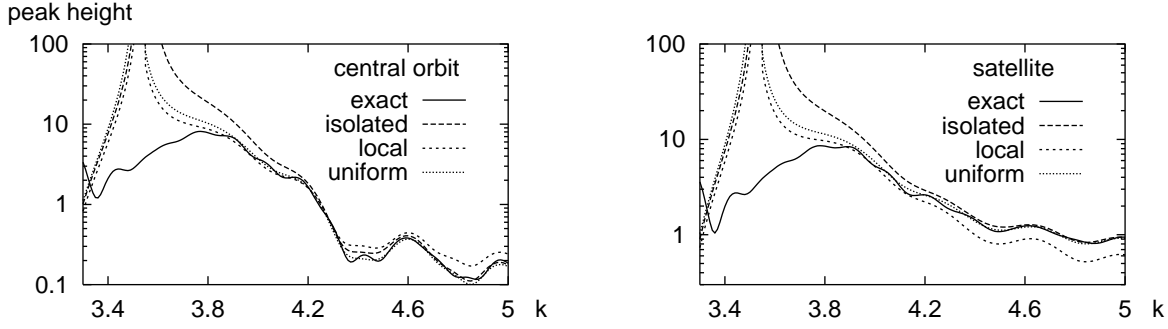 peak height
100
10
1
0.1
3.4 3.8 4.2 4.6 5 k
central orbit
exact
isolated
local
uniform
100
10
1
3.4 3.8 4.2 4.6 5 k
satellite
exact
isolated
local
uniform